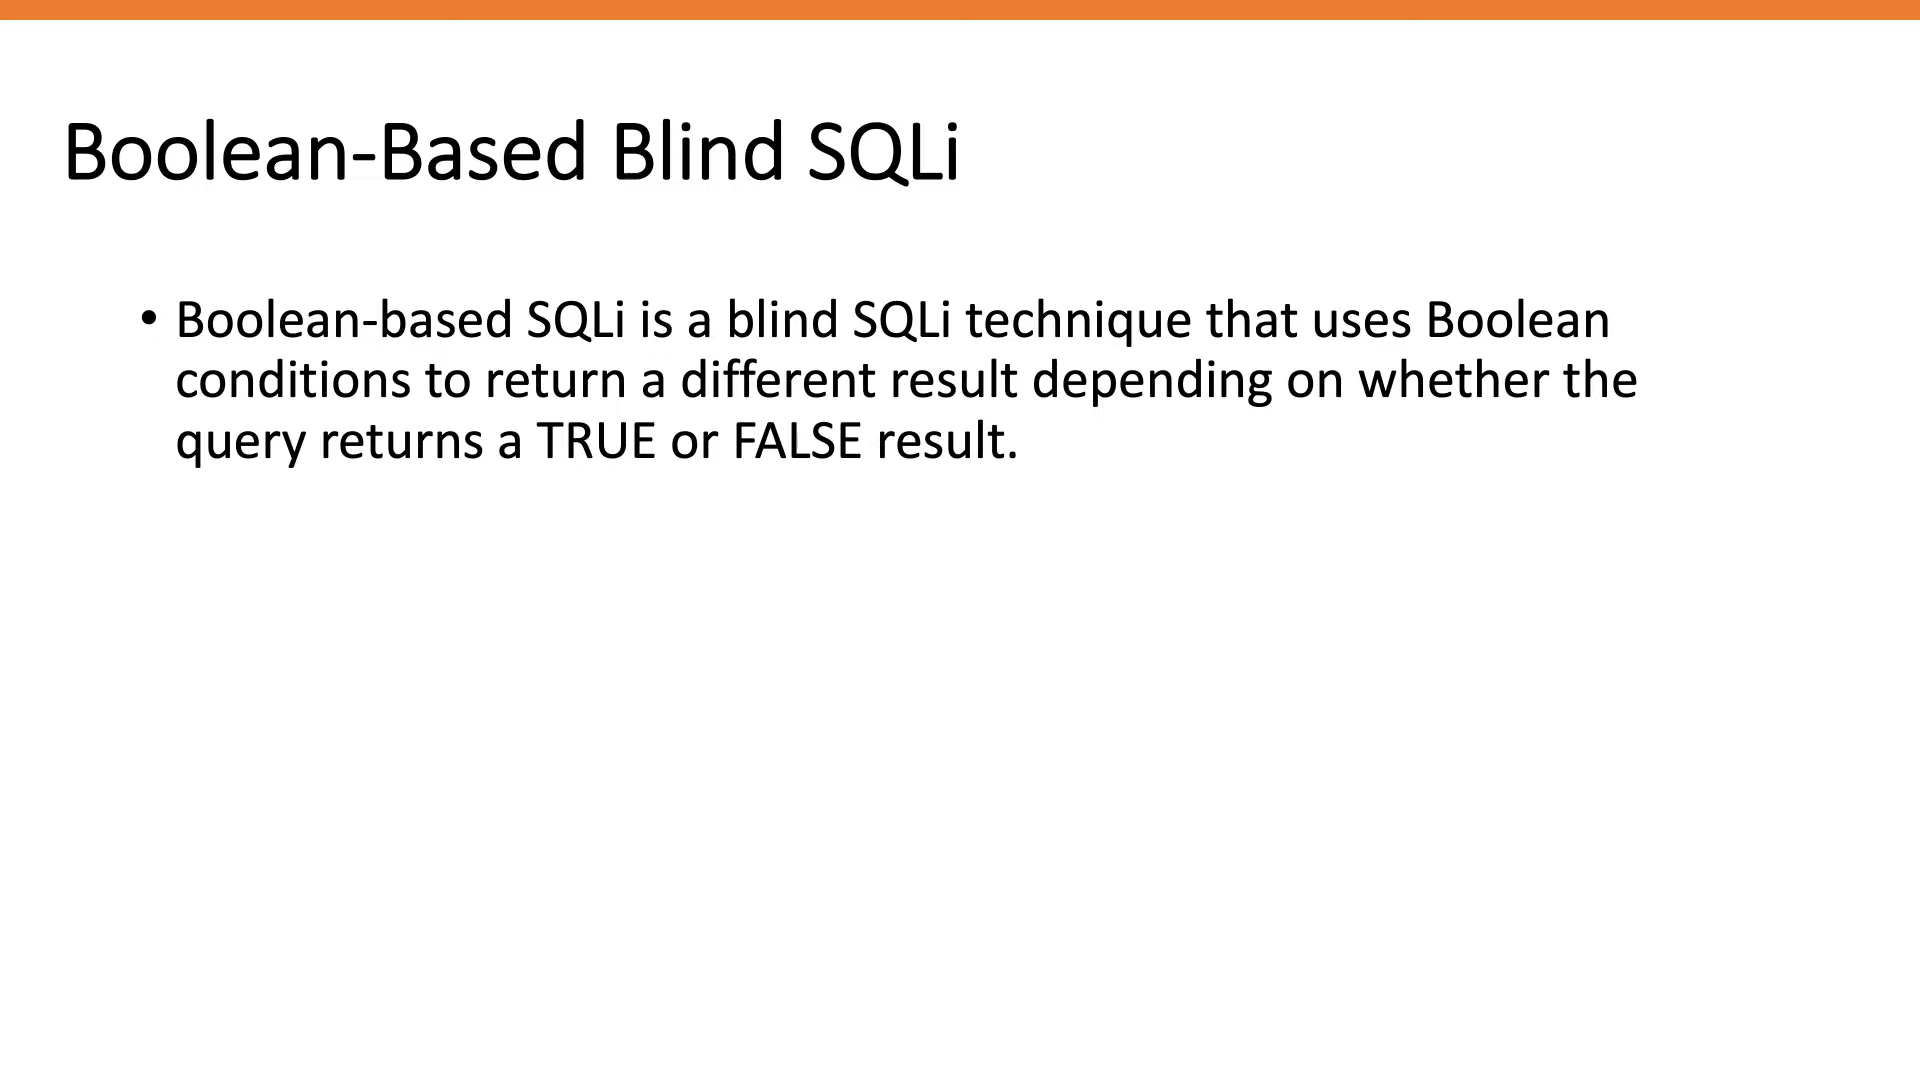 Boolean-Based Blind SQLi
• Boolean-based SQLi is a blind SQLi technique that uses Boolean
conditions to return a different result depending on whether the
query returns a TRUE or FALSE result.